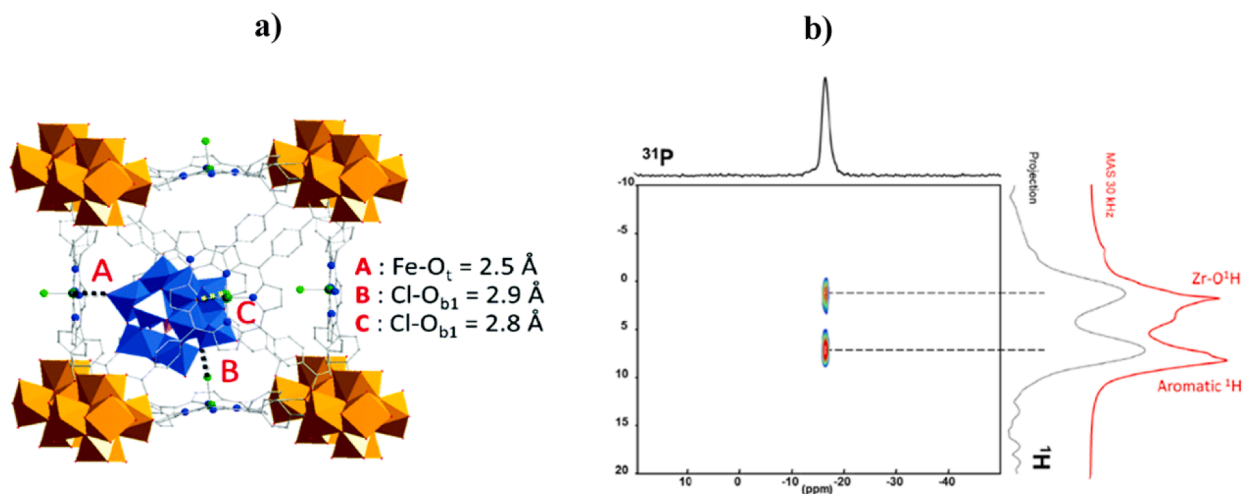 a)
b)
A
B
C
A : Fe-Ot = 2.5 Å
B : Cl-Ob1 = 2.9 Å
C : Cl-Ob1 = 2.8 Å
31P
-10
-5
0
5
10
15
20
20
10
0
-10
-20
-30
-40
(ppm)
1H
Projection
MAS 30 kHz
Zr-O1H
Aromatic 1H